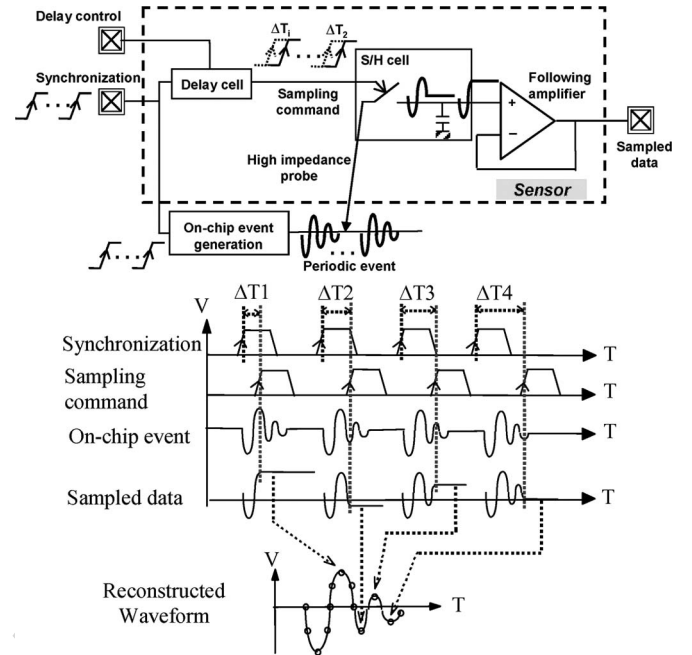 Delay control
Synchronization
Delay cell
ΔTi
ΔT2
Sampling
command
S/H cell
+
−
Following
amplifier
Sampled
data
High impedance
probe
Sensor
On-chip event
generation
Periodic event
V
ΔT1
ΔT2
ΔT3
ΔT4
Synchronization
T
Sampling
command
T
On-chip event
T
Sampled data
T
V
Reconstructed
Waveform
T